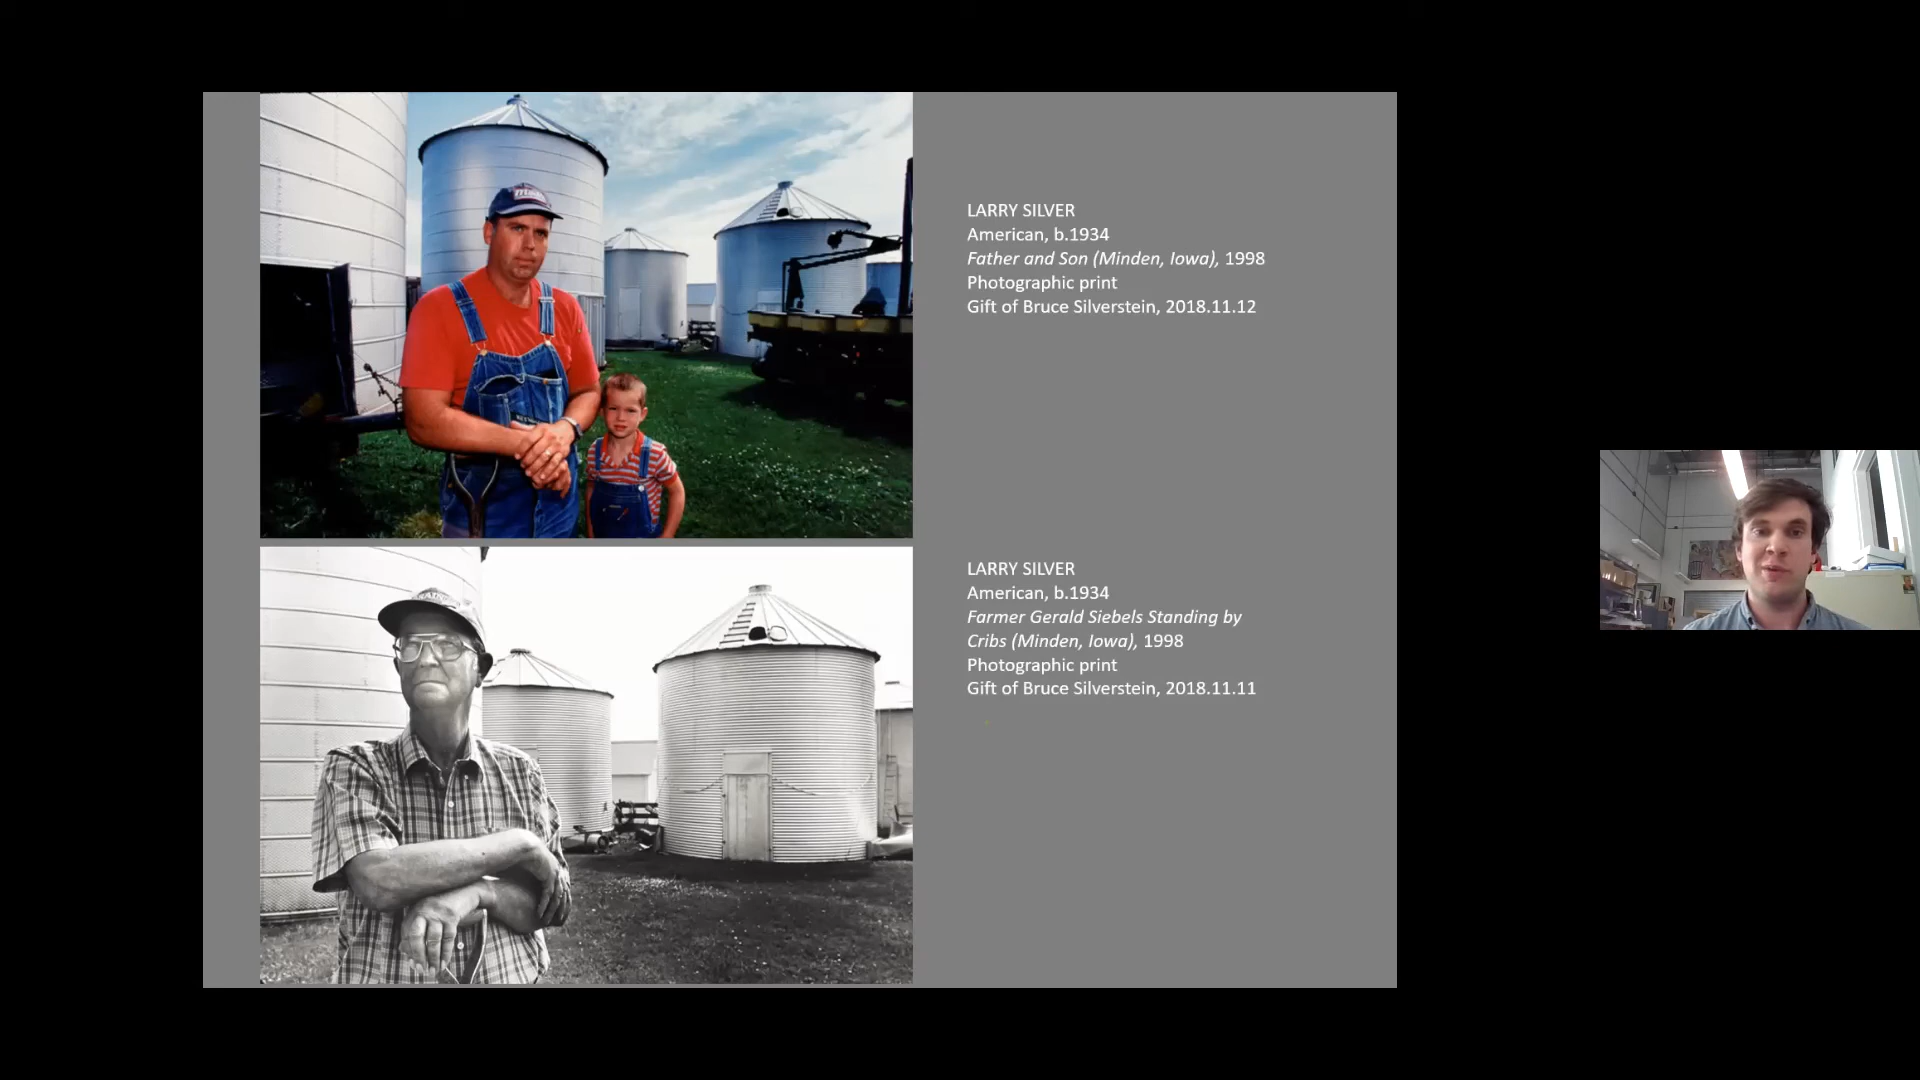 LARRY SILVER
American, b.1934
Father and Son (Minden, Iowa), 1998
Photographic print
Gift of Bruce Silverstein, 2018.11.12
LARRY SILVER
American, b.1934
Farmer Gerald Siebels Standing by
Cribs (Minden, Iowa), 1998
Photographic print
Gift of Bruce Silverstein, 2018.11.11